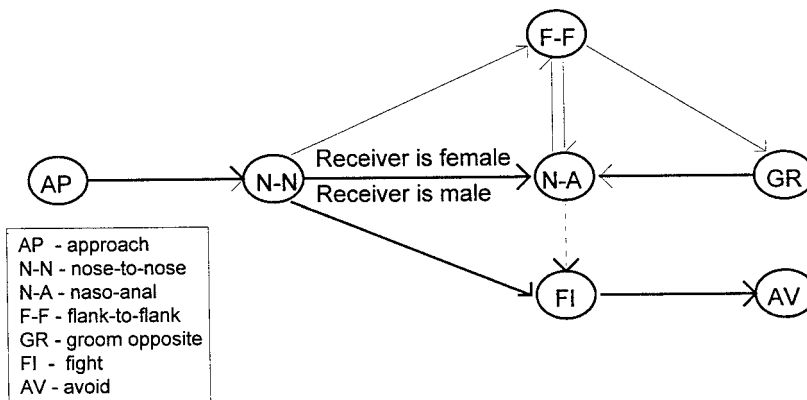 F-F
Receiver is female
AP
N-N
N-A
GR
Receiver is male
FI
AV
AP - approach
N-N - nose-to-nose
N-A - naso-anal
F-F - flank-to-flank
GR - groom opposite
FI - fight
AV - avoid